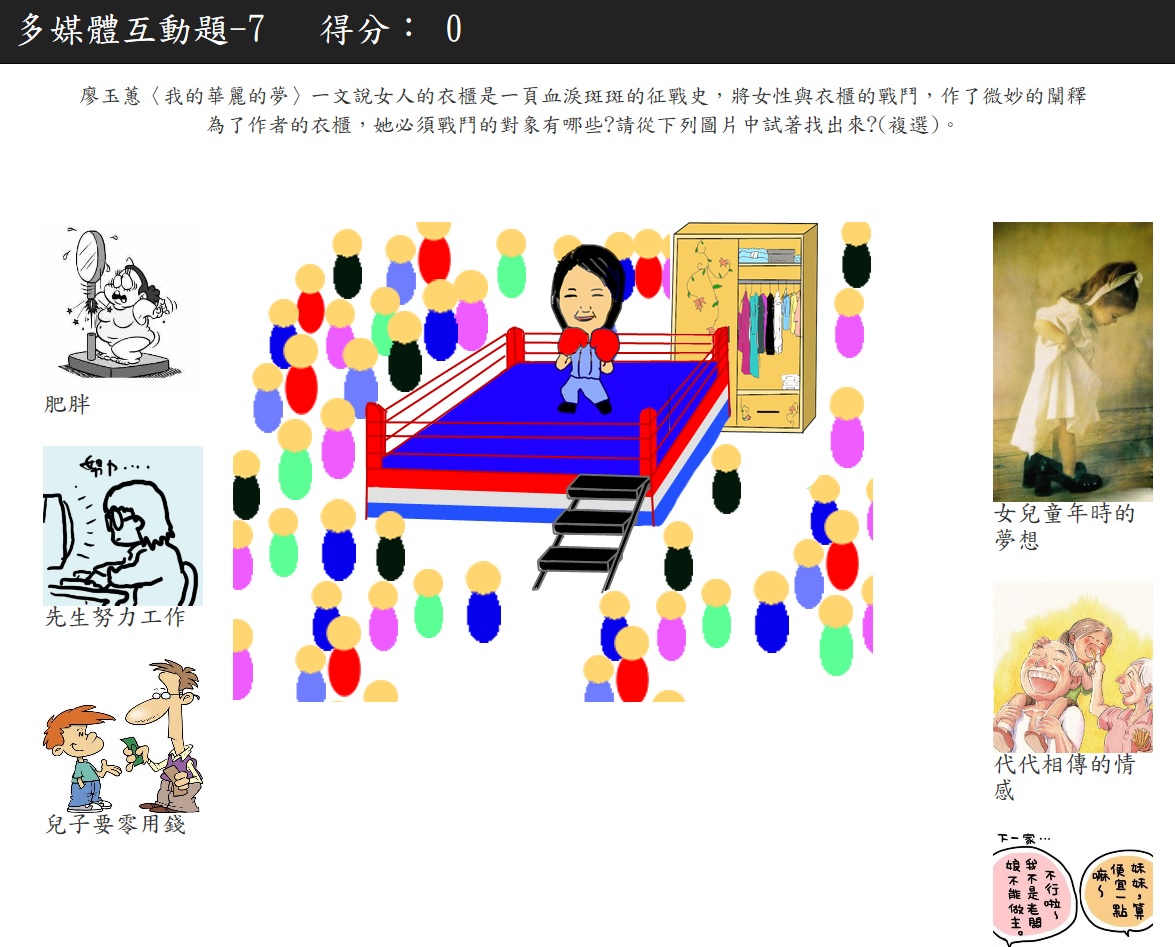 多媒體互動題-7 得分： 0
廖玉蕙〈我的華麗的夢〉一文說女人的衣櫃是一頁血淚斑斑的征戰史，將女性與衣櫃的戰鬥，作了微妙的闡釋
為了作者的衣櫃，她必須戰鬥的對象有哪些?請從下列圖片中試著找出來?(複選)。
肥胖
努力....
先生努力工作
兒子要零用錢
女兒童年時的
夢想
代代相傳的情
感
下一家…
不行啦~
我不是老闆
娘不能做主。
妹妹，算
便宜一點
嘛~